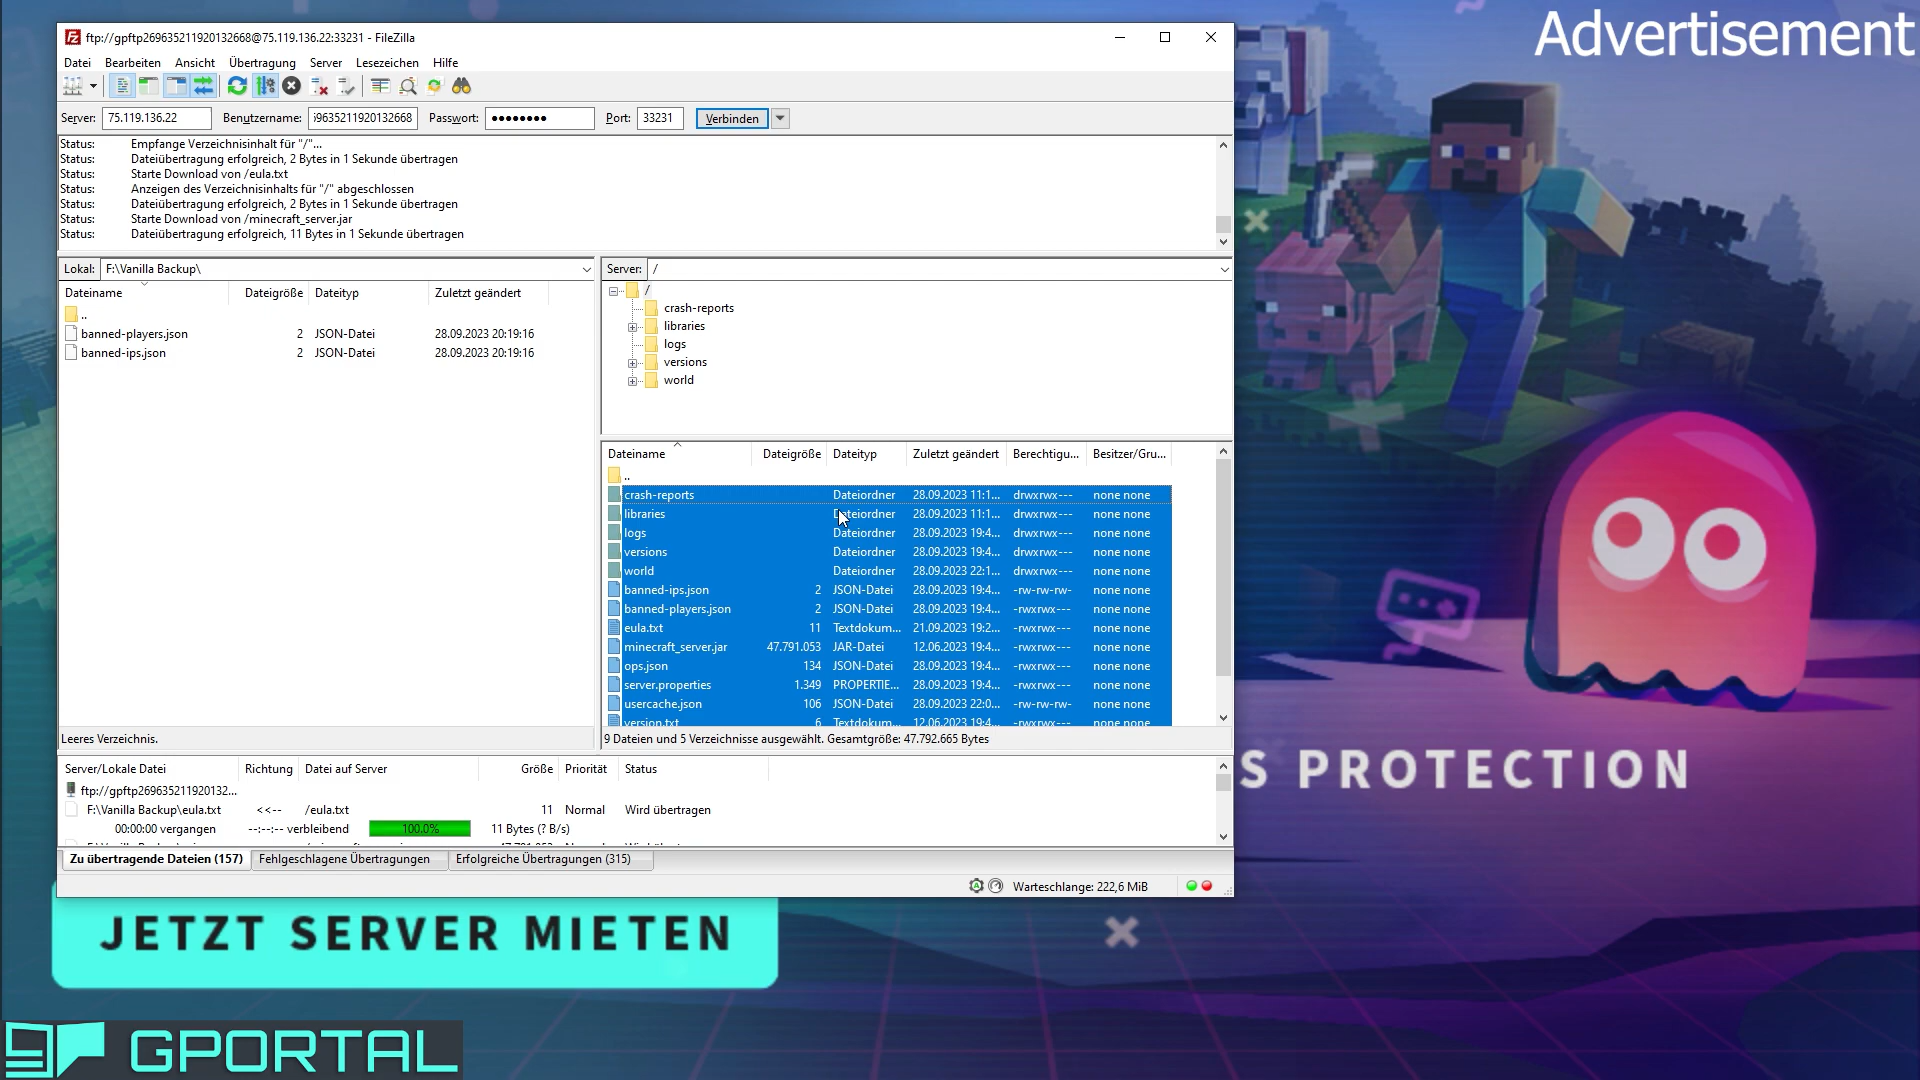 Advertisement
ftp://gpftp269635211920132668@75.119.136.22:33231 - FileZilla
Datei Bearbeiten Ansicht Übertragung Server Lesezeichen Hilfe
Server: 75.119.136.22 Benutzername: 9635211920132668 Passwort: ●●●●●●●● Port: 33231 Verbinden
Status: Empfange Verzeichnisinhalt für "/"...
Status: Dateiübertragung erfolgreich, 2 Bytes in 1 Sekunde übertragen
Status: Starte Download von /eula.txt
Status: Anzeigen des Verzeichnisinhalts für "/" abgeschlossen
Status: Dateiübertragung erfolgreich, 2 Bytes in 1 Sekunde übertragen
Status: Starte Download von /minecraft_server.jar
Status: Dateiübertragung erfolgreich, 11 Bytes in 1 Sekunde übertragen
Lokal: F:\Vanilla Backup\
Dateiname Dateigröße Dateityp Zuletzt geändert
..
banned-players.json 2 JSON-Datei 28.09.2023 20:19:16
banned-ips.json 2 JSON-Datei 28.09.2023 20:19:16
Leeres Verzeichnis.
Server: /
/
crash-reports
libraries
logs
versions
world
Dateiname Dateigröße Dateityp Zuletzt geändert Berechtigu... Besitzer/Gru...
..
crash-reports Dateiordner 28.09.2023 11:1... drwxrwx--- none none
libraries Dateiordner 28.09.2023 11:1... drwxrwx--- none none
logs Dateiordner 28.09.2023 19:4... drwxrwx--- none none
versions Dateiordner 28.09.2023 19:4... drwxrwx--- none none
world Dateiordner 28.09.2023 22:1... drwxrwx--- none none
banned-ips.json 2 JSON-Datei 28.09.2023 19:4... -rw-rw-rw- none none
banned-players.json 2 JSON-Datei 28.09.2023 19:4... -rw-rw-rw- none none
eula.txt 11 Textdokum... 21.09.2023 19:2... -rwxrwx--- none none
minecraft_server.jar 47.791.053 JAR-Datei 12.06.2023 19:4... -rwxrwx--- none none
ops.json 134 JSON-Datei 28.09.2023 19:4... -rwxrwx--- none none
server.properties 1.349 PROPERTIE... 28.09.2023 19:4... -rwxrwx--- none none
usercache.json 106 JSON-Datei 28.09.2023 22:0... -rw-rw-rw- none none
version.txt 6 Textdokum... 12.06.2023 19:4... -rwxrwx--- none none
9 Dateien und 5 Verzeichnisse ausgewählt. Gesamtgröße: 47.792.665 Bytes
Server/Lokale Datei Richtung Datei auf Server Größe Priorität Status
ftp://gpftp269635211920132...
F:\Vanilla Backup\eula.txt <<-- /eula.txt 11 Normal Wird übertragen
00:00:00 vergangen --:--:-- verbleibend 100.0% 11 Bytes (? B/s)
Zu übertragende Dateien (157) Fehlgeschlagene Übertragungen Erfolgreiche Übertragungen (315)
Warteschlange: 222,6 MiB
S PROTECTION
JETZT SERVER MIETEN
GPORTAL